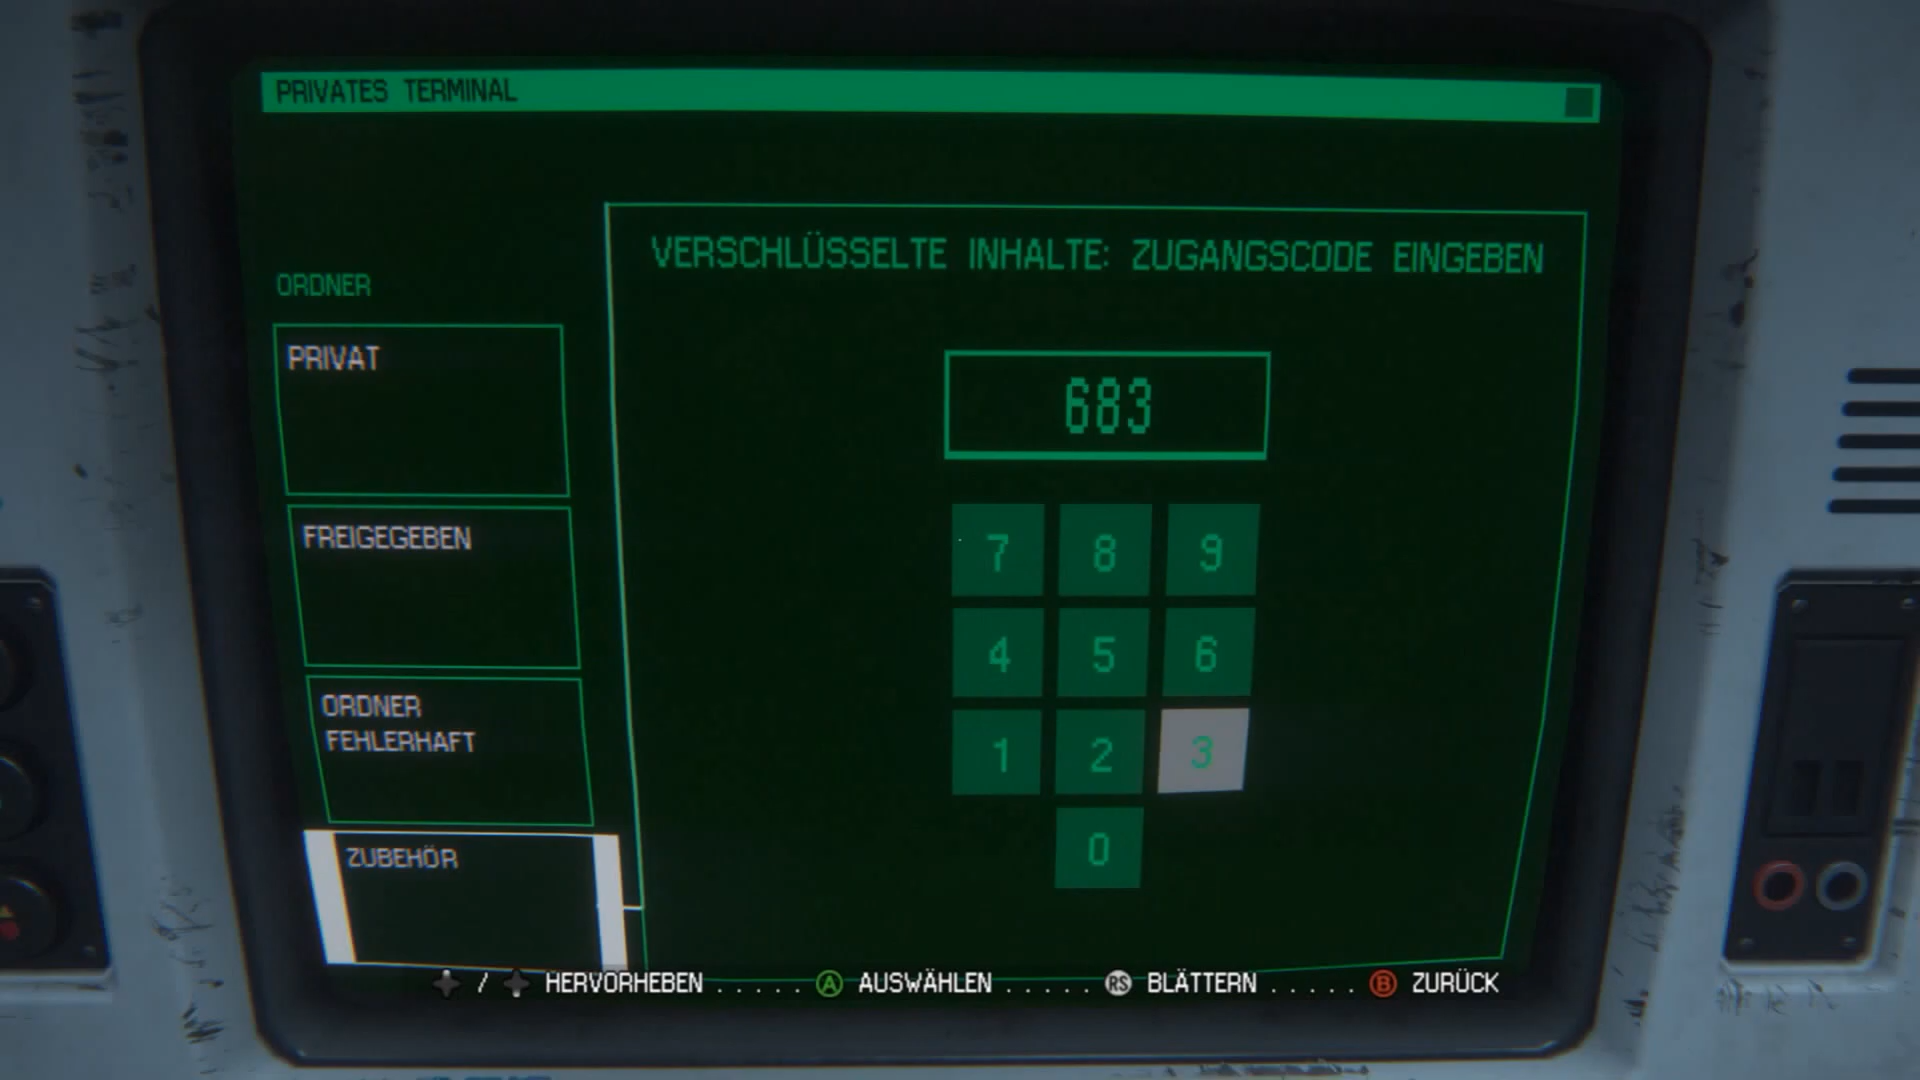 PRIVATES TERMINAL
VERSCHLÜSSELTE INHALTE: ZUGANGSCODE EINGEBEN
ORDNER
PRIVAT
FREIGEGEBEN
ORDNER
FEHLERHAFT
ZUBEHÖR
683
7 8 9
4 5 6
1 2 3
0
/ HERVORHEBEN ..... A AUSWÄHLEN ..... RS BLÄTTERN ..... B ZURÜCK